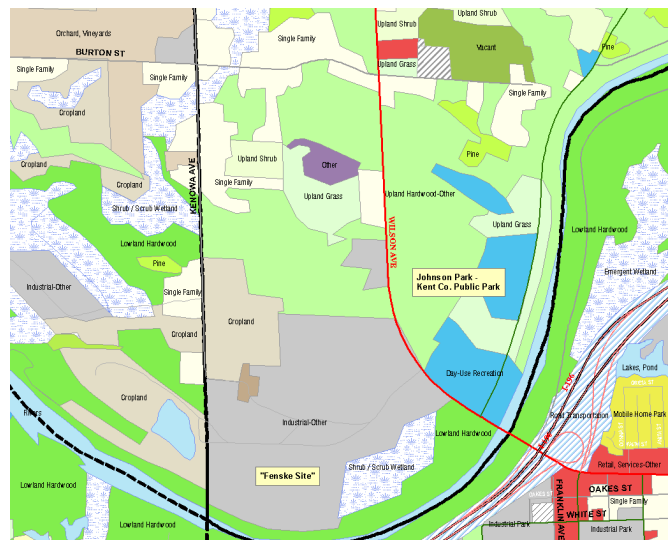 Upland Shrub
Upland Shrub
Orchard, Vineyards
Single Family
Vacant
Pine
BURTON ST
Upland Grass
Single Family
Single Family
Single Family
Cropland
Upland Shrub
Other
Pine
Cropland
Cropland
Single Family
Upland Grass
Upland Hardwood-Other
KENOWA AVE
Shrub / Scrub Wetland
Upland Grass
Lowland Hardwood
WILSON AVE
Lowland Hardwood
Pine
Emergent Wetland
Johnson Park -
Kent Co. Public Park
Industrial-Other
Single Family
Cropland
Cropland
Lakes, Pond
Day-Use Recreation
I-196
OAKES ST
Cropland
Rivers
Road Transportation
Mobile Home Park
Industrial-Other
Lowland Hardwood
Shrub / Scrub Wetland
Retail, Services-Other
"Fenske Site"
Lowland Hardwood
FRANKLIN AVE
OAKES ST
Single Family
WHITE ST
Lowland Hardwood
Industrial Park
Industrial Park